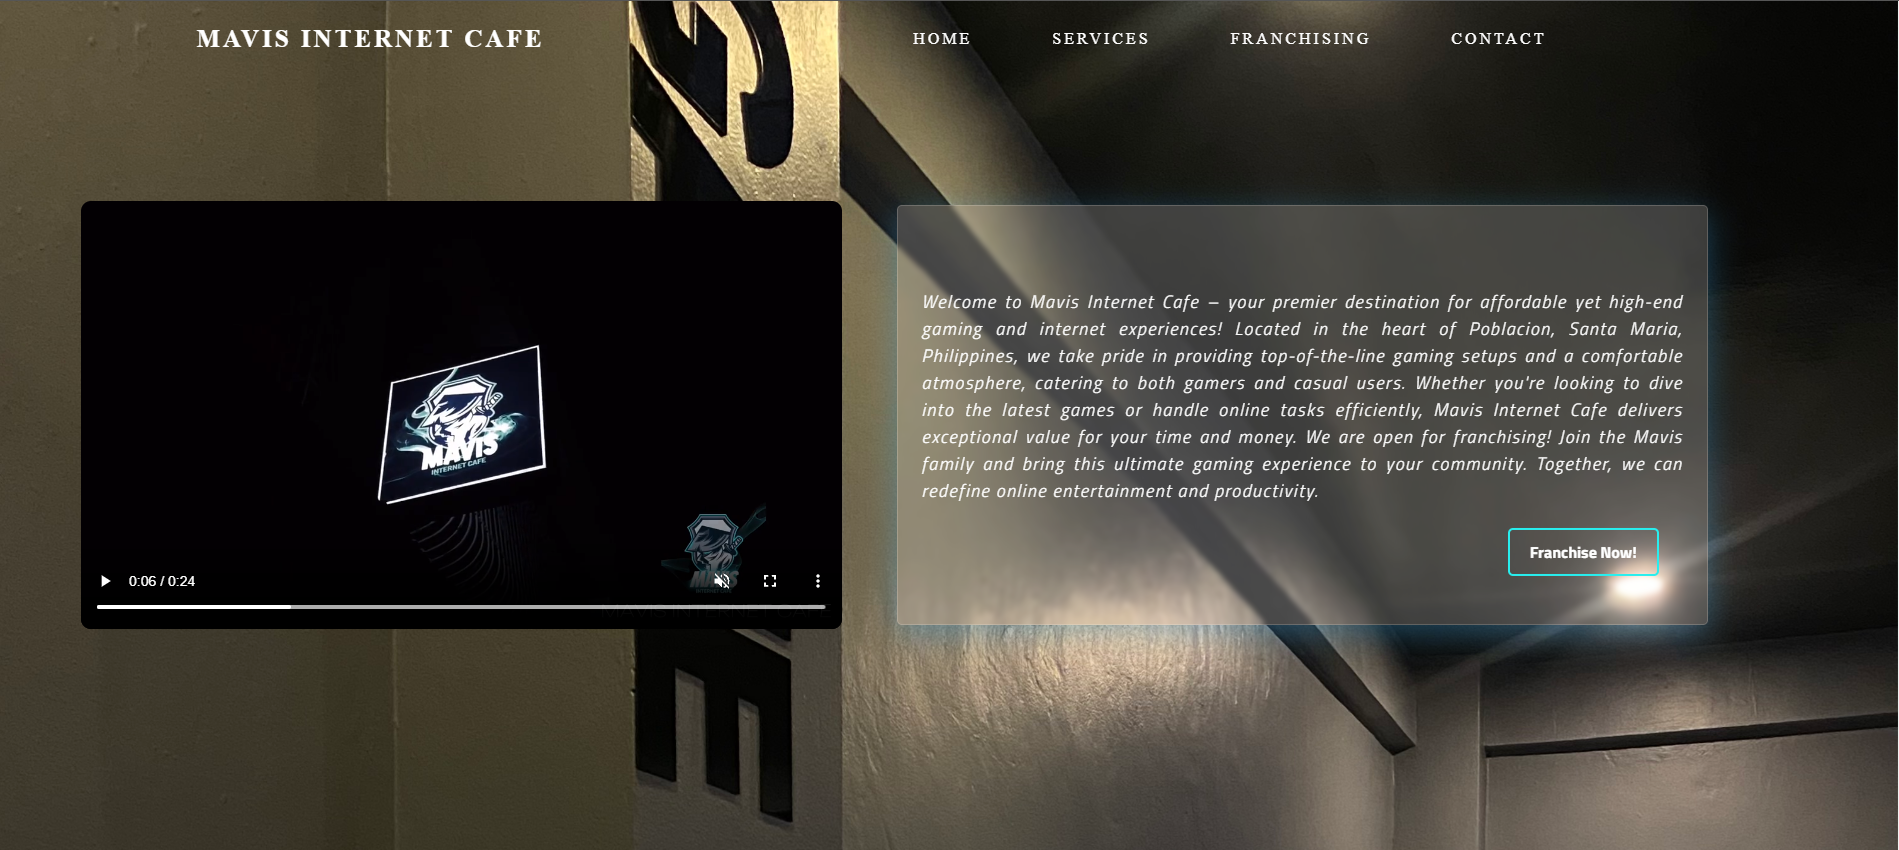 MAVIS INTERNET CAFE
HOME
SERVICES
FRANCHISING
CONTACT
MAVIS
INTERNET CAFE
0:06 / 0:24
Welcome to Mavis Internet Cafe – your premier destination for affordable yet high-end
gaming and internet experiences! Located in the heart of Poblacion, Santa Maria,
Philippines, we take pride in providing top-of-the-line gaming setups and a comfortable
atmosphere, catering to both gamers and casual users. Whether you're looking to dive
into the latest games or handle online tasks efficiently, Mavis Internet Cafe delivers
exceptional value for your time and money. We are open for franchising! Join the Mavis
family and bring this ultimate gaming experience to your community. Together, we can
redefine online entertainment and productivity.
Franchise Now!